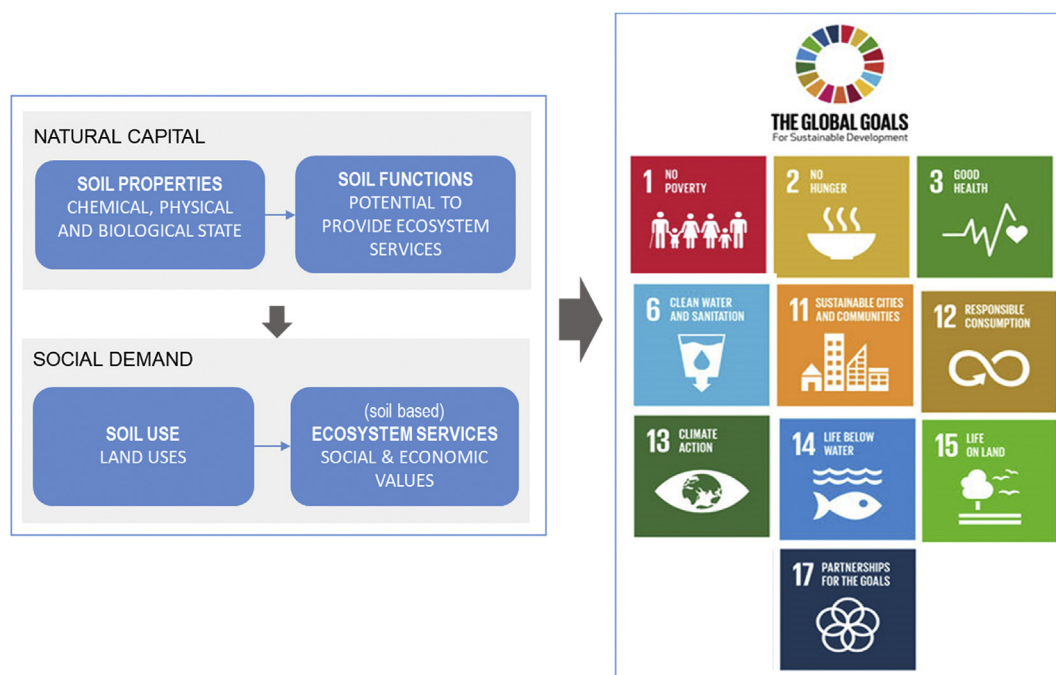 NATURAL CAPITAL
SOIL PROPERTIES
CHEMICAL, PHYSICAL
AND BIOLOGICAL STATE
SOIL FUNCTIONS
POTENTIAL TO
PROVIDE ECOSYSTEM
SERVICES
SOCIAL DEMAND
SOIL USE
LAND USES
(soil based)
ECOSYSTEM SERVICES
SOCIAL & ECONOMIC
VALUES
THE GLOBAL GOALS
For Sustainable Development
1 NO
POVERTY
2 NO
HUNGER
3 GOOD
HEALTH
6 CLEAN WATER
AND SANITATION
11 SUSTAINABLE CITIES
AND COMMUNITIES
12 RESPONSIBLE
CONSUMPTION
13 CLIMATE
ACTION
14 LIFE BELOW
WATER
15 LIFE
ON LAND
17 PARTNERSHIPS
FOR THE GOALS